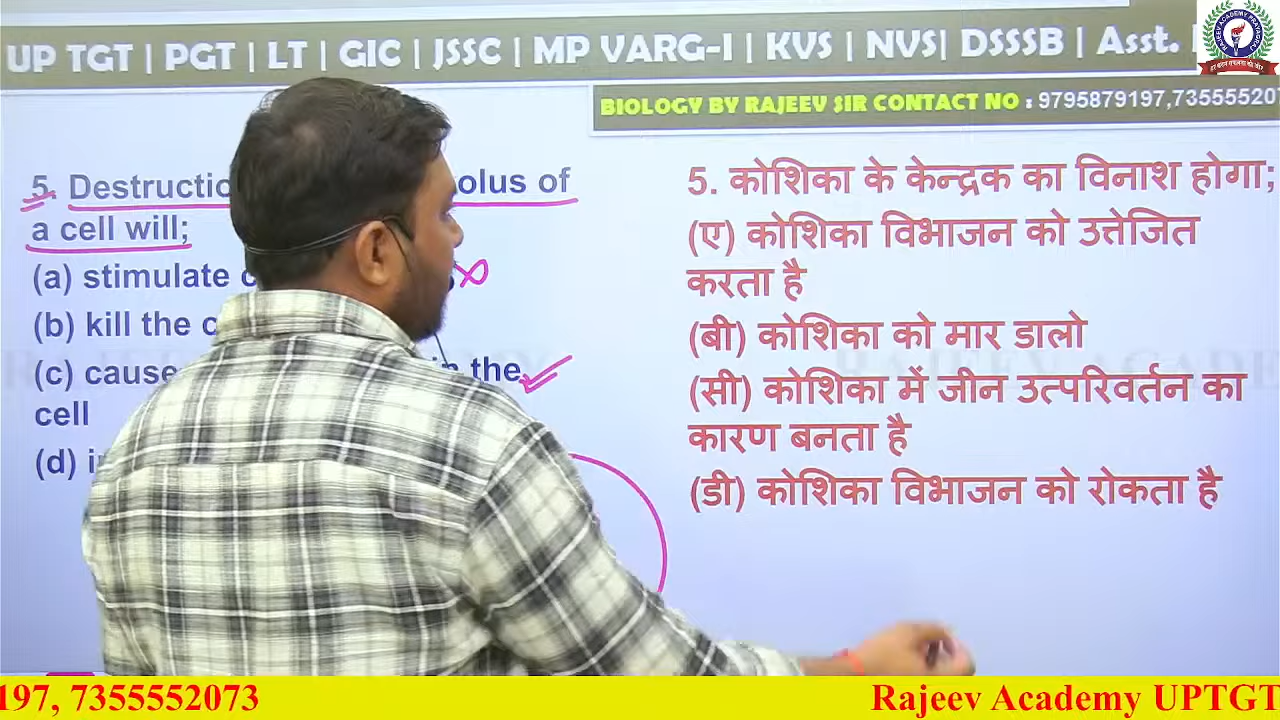 UP TGT | PGT | LT | GIC | JSSC | MP VARG-I | KVS | NVS| DSSSB | Asst.
BIOLOGY BY RAJEEV SIR CONTACT NO : 9795879197,735555207
5. Destructio olus of
a cell will;
(a) stimulate
(b) kill the
(c) cause the
cell
(d)
5. कोशिका के केन्द्रक का विनाश होगा;
(ए) कोशिका विभाजन को उत्तेजित
करता है
(बी) कोशिका को मार डालो
(सी) कोशिका में जीन उत्परिवर्तन का
कारण बनता है
(डी) कोशिका विभाजन को रोकता है
197, 7355552073 Rajeev Academy UPTGT